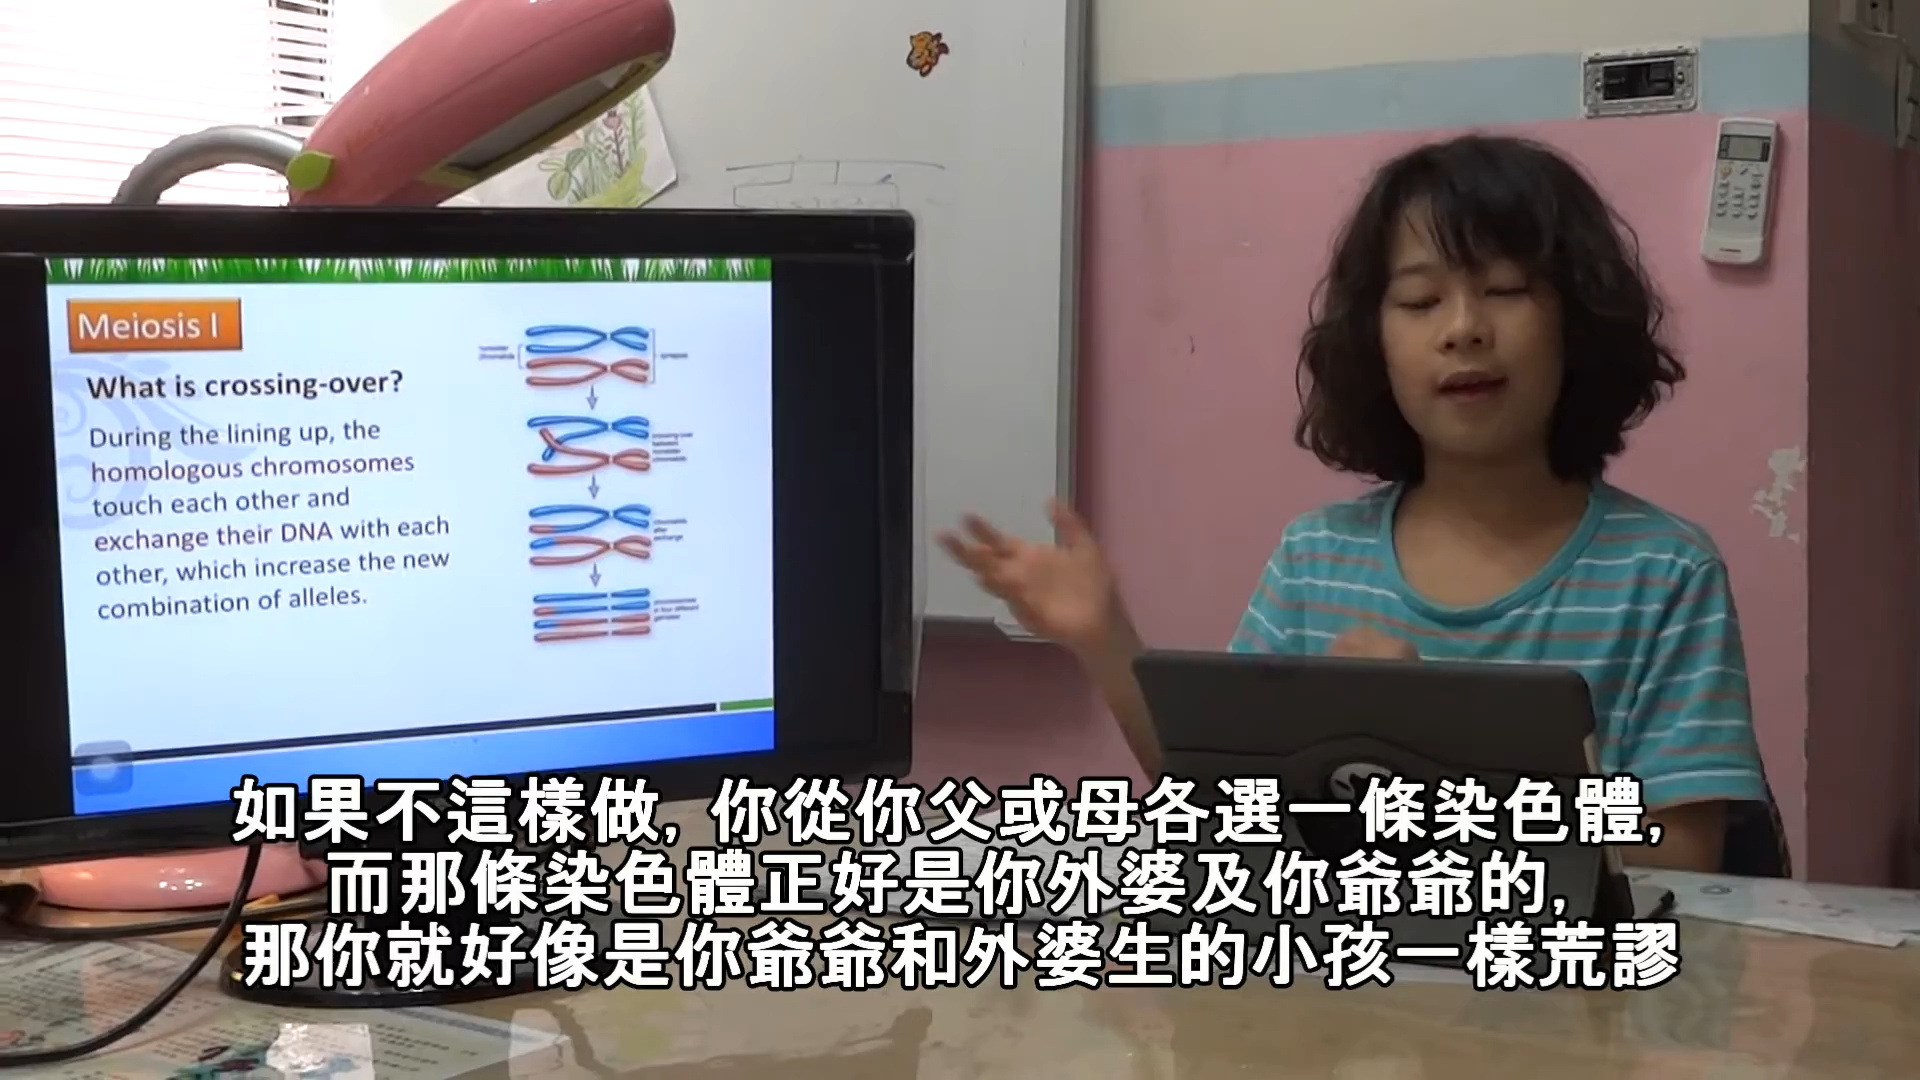 Meiosis I
What is crossing-over?
During the lining up, the
homologous chromosomes
touch each other and
exchange their DNA with each
other, which increase the new
combination of alleles.
如果不這樣做, 你從你父或母各選一條染色體,
而那條染色體正好是你外婆及你爺爺的,
那你就好像是你爺爺和外婆生的小孩一樣荒謬